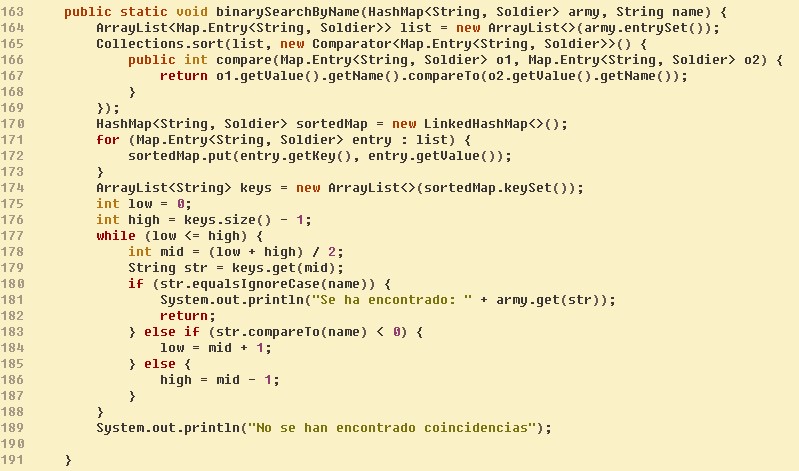 163 public static void binarySearchByName(HashMap<String, Soldier> army, String name) {
164 ArrayList<Map.Entry<String, Soldier>> list = new ArrayList<>(army.entrySet());
165 Collections.sort(list, new Comparator<Map.Entry<String, Soldier>>() {
166 public int compare(Map.Entry<String, Soldier> o1, Map.Entry<String, Soldier> o2) {
167 return o1.getValue().getName().compareTo(o2.getValue().getName());
168 }
169 });
170 HashMap<String, Soldier> sortedMap = new LinkedHashMap<>();
171 for (Map.Entry<String, Soldier> entry : list) {
172 sortedMap.put(entry.getKey(), entry.getValue());
173 }
174 ArrayList<String> keys = new ArrayList<>(sortedMap.keySet());
175 int low = 0;
176 int high = keys.size() - 1;
177 while (low <= high) {
178 int mid = (low + high) / 2;
179 String str = keys.get(mid);
180 if (str.equalsIgnoreCase(name)) {
181 System.out.println("Se ha encontrado: " + army.get(str));
182 return;
183 } else if (str.compareTo(name) < 0) {
184 low = mid + 1;
185 } else {
186 high = mid - 1;
187 }
188 }
189 System.out.println("No se han encontrado coincidencias");
190
191 }